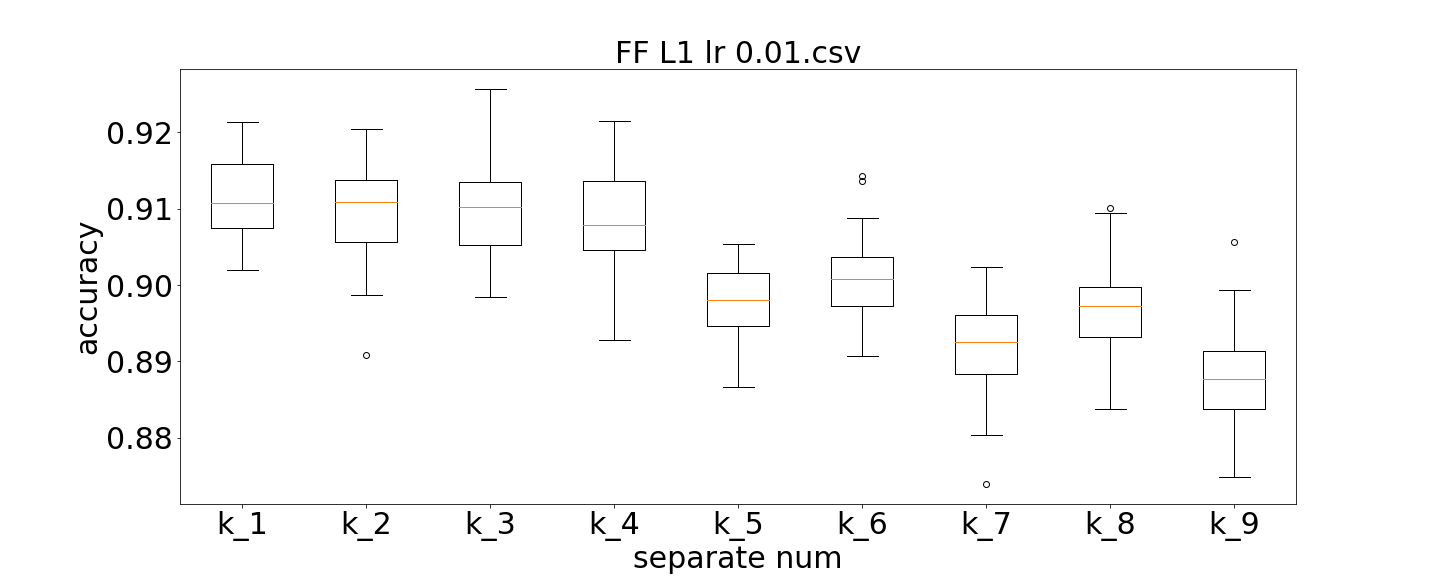 FF L1 lr 0.01.csv
accuracy
0.92
0.91
0.90
0.89
0.88
k_1 k_2 k_3 k_4 k_5 k_6 k_7 k_8 k_9
separate num